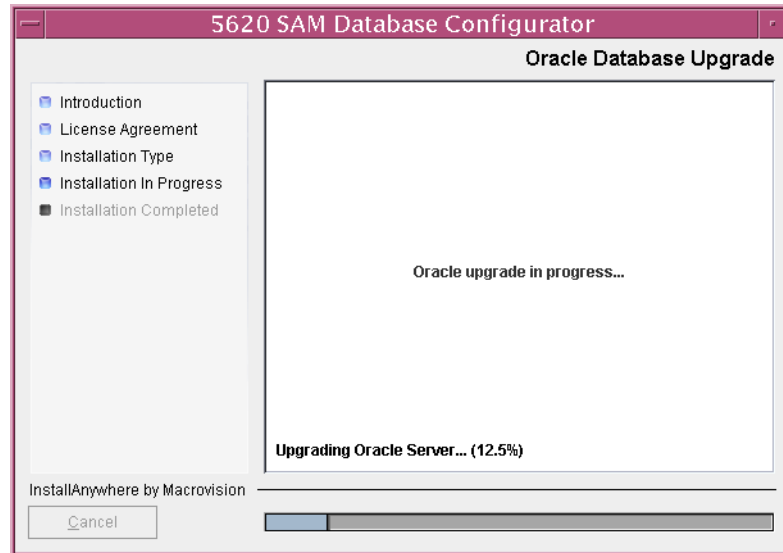 5620 SAM Database Configurator
Oracle Database Upgrade
Introduction
License Agreement
Installation Type
Installation In Progress
Installation Completed
Oracle upgrade in progress...
Upgrading Oracle Server... (12.5%)
InstallAnywhere by Macrovision
Cancel